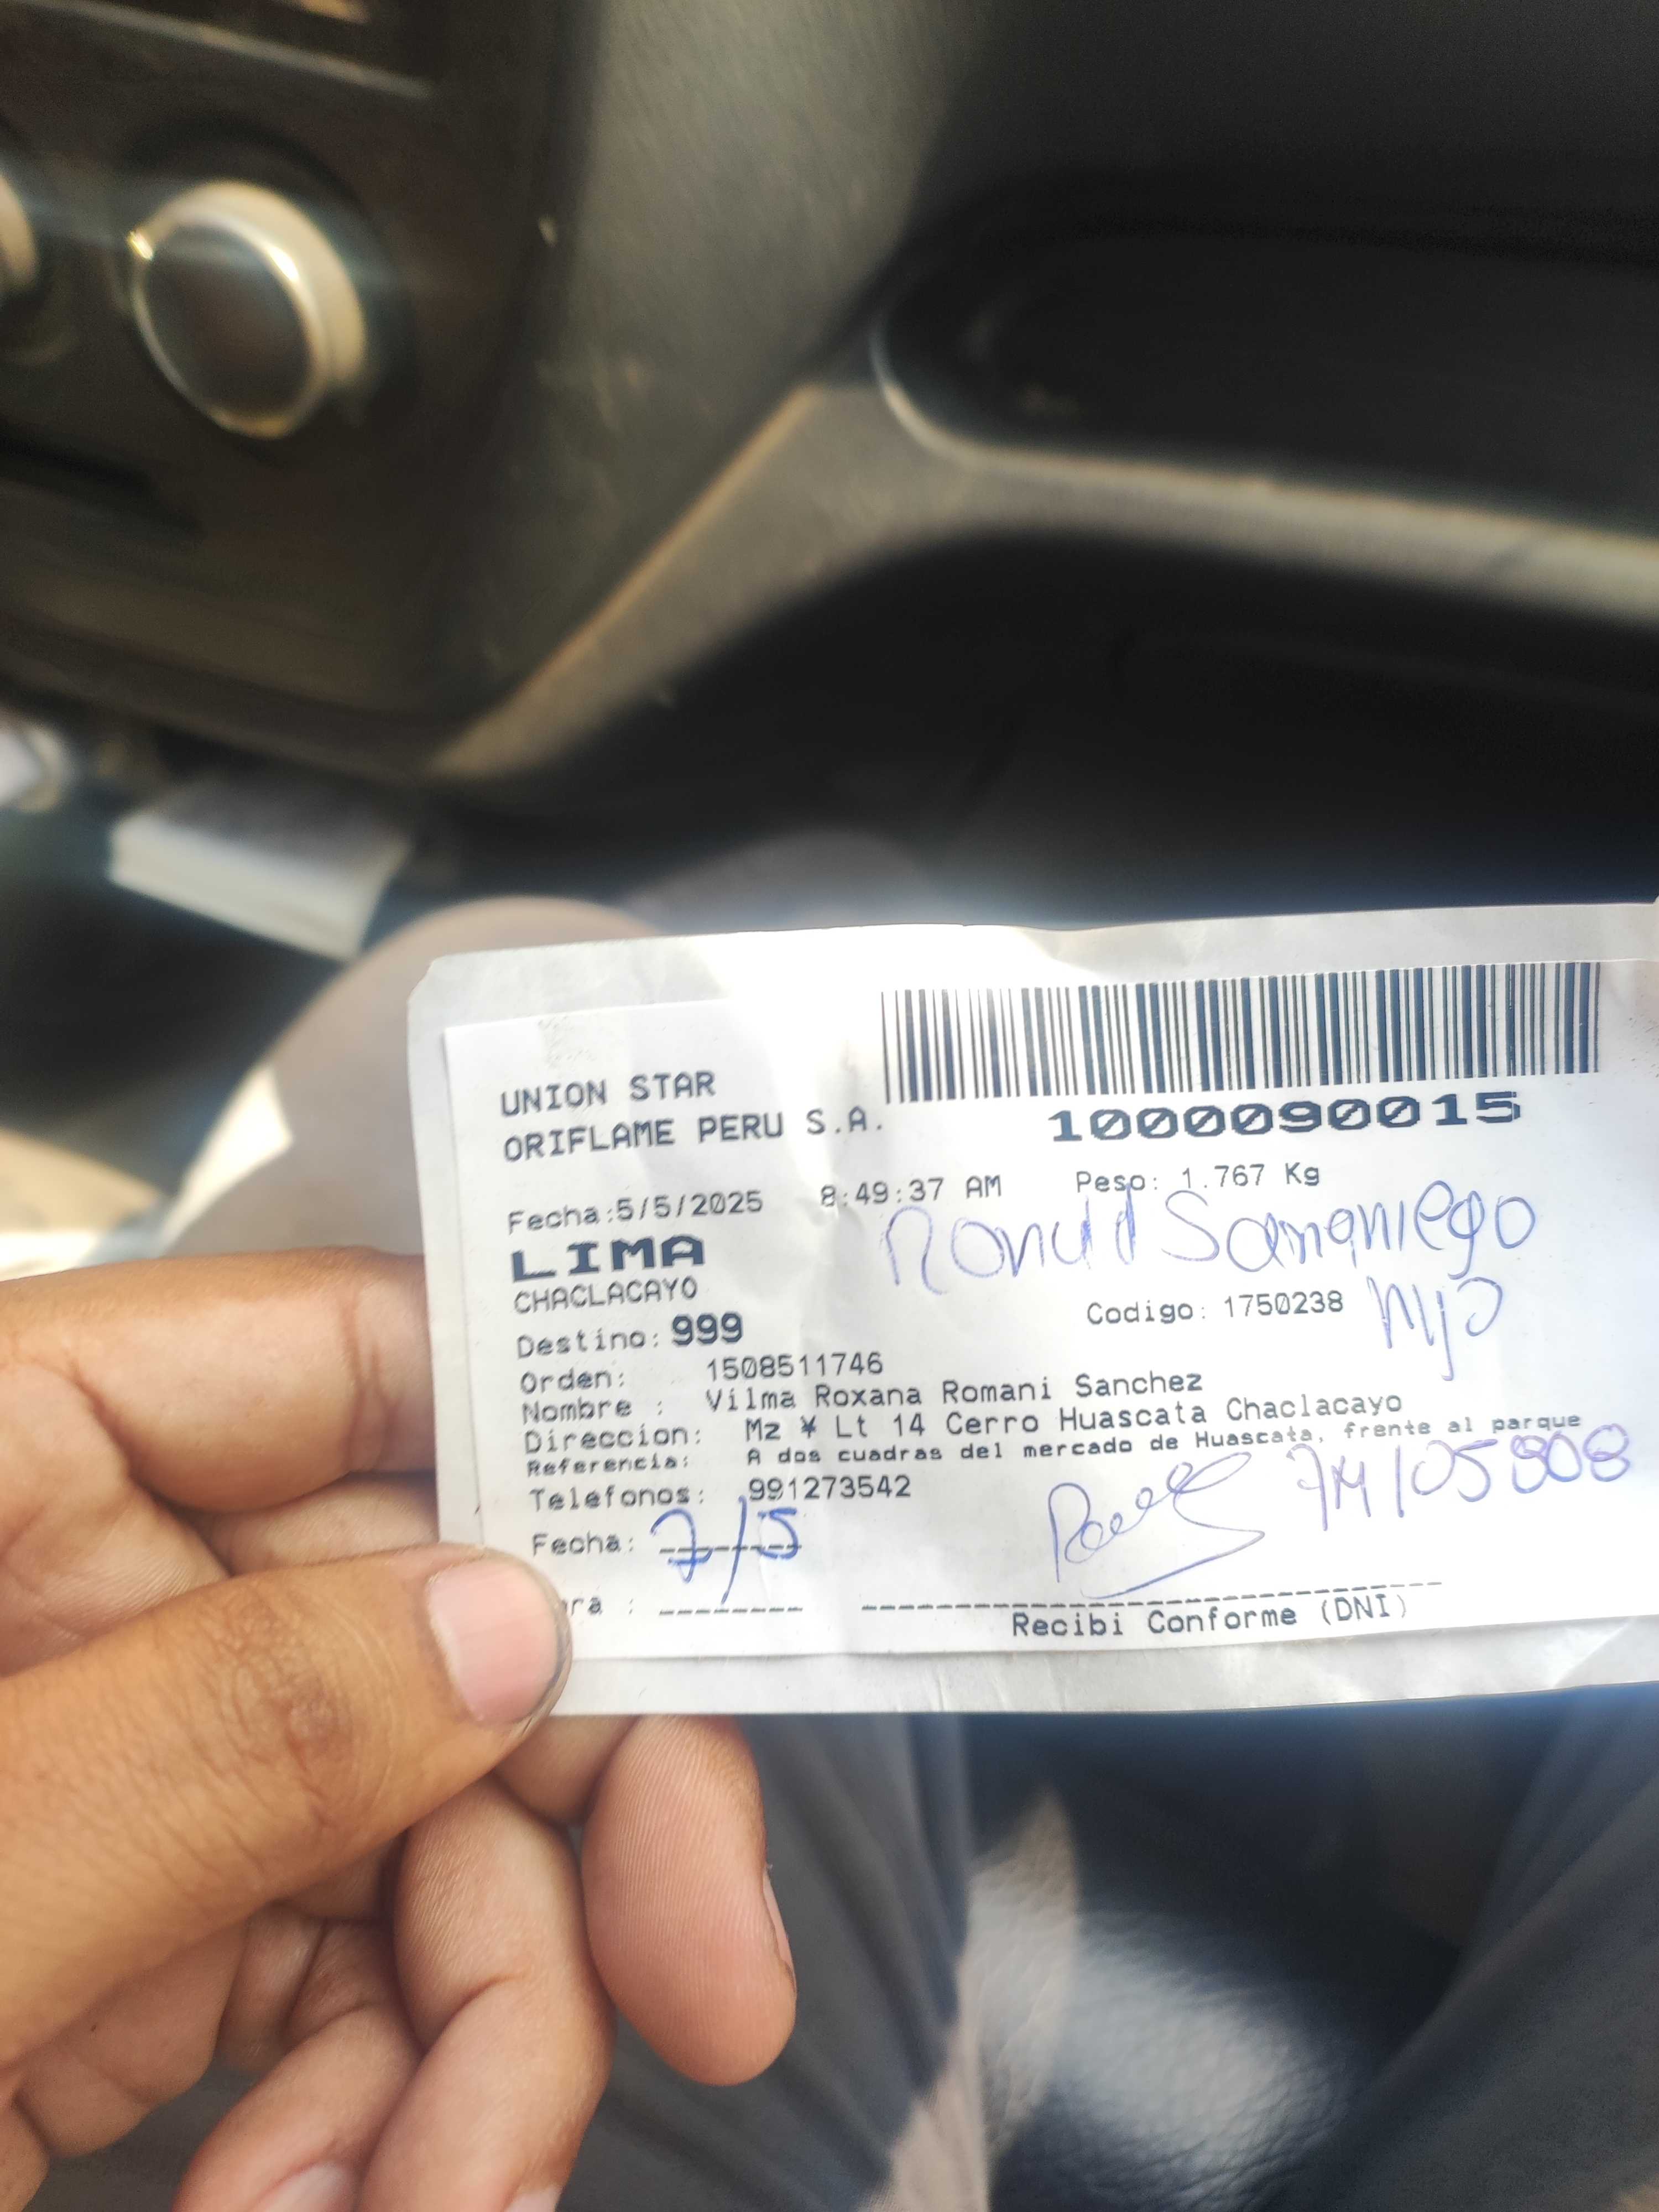 UNION STAR
ORIFLAME PERU S.A.
1000090015
Fecha:5/5/2025 8:49:37 AM Peso: 1.767 Kg
LIMA
CHACLACAYO
Samaniego
Destino: 999 Codigo: 1750238 hijo
Orden: 1508511746
Nombre : Vilma Roxana Romani Sanchez
Direccion: Mz ¥ Lt 14 Cerro Huascata Chaclacayo
Referencia: A dos cuadras del mercado de Huascata, frente al parque
Telefonos: 991273542
Fecha: 7/5
ra :
Recibi Conforme (DNI)